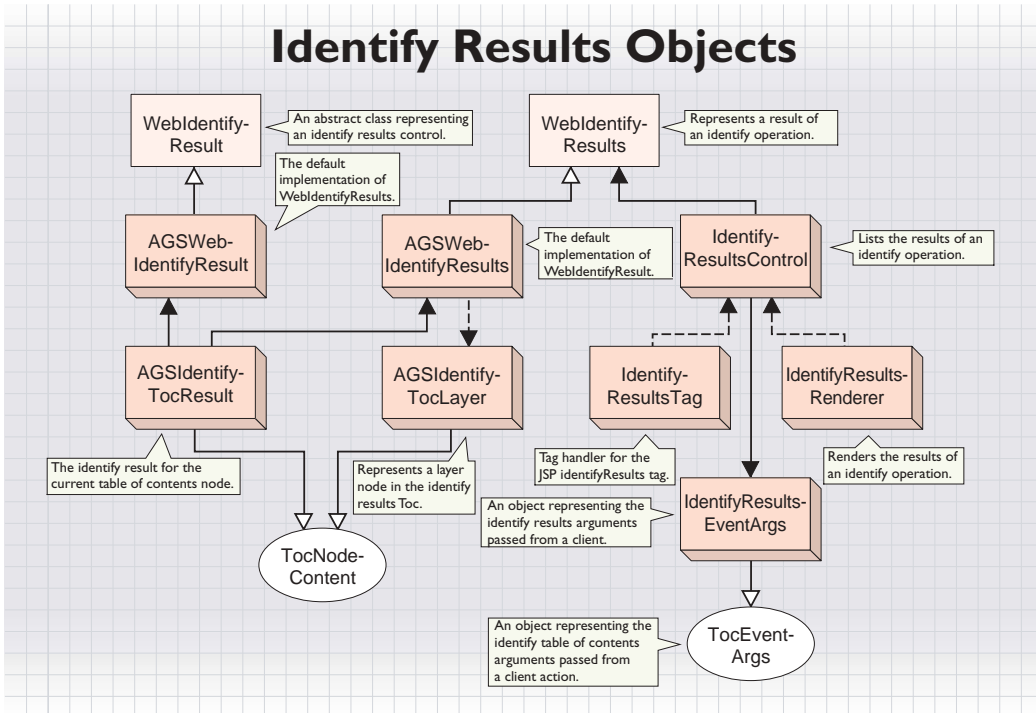 Identify Results Objects
WebIdentify-
Result
An abstract class representing
an identify results control.
WebIdentify-
Results
Represents a result of
an identify operation.
The default
implementation of
WebIdentifyResults.
AGSWeb-
IdentifyResult
AGSWeb-
IdentifyResults
The default
implementation of
WebIdentifyResult.
Identify-
ResultsControl
Lists the results of an
identify operation.
AGSIdentify-
TocResult
AGSIdentify-
TocLayer
Identify-
ResultsTag
IdentifyResults-
Renderer
The identify result for the
current table of contents node.
Represents a layer
node in the identify
results Toc.
Tag handler for the
JSP identifyResults tag.
Renders the results of
an identify operation.
An object representing the
identify results arguments
passed from a client.
IdentifyResults-
EventArgs
TocNode-
Content
An object representing the
identify table of contents
arguments passed from
a client action.
TocEvent-
Args